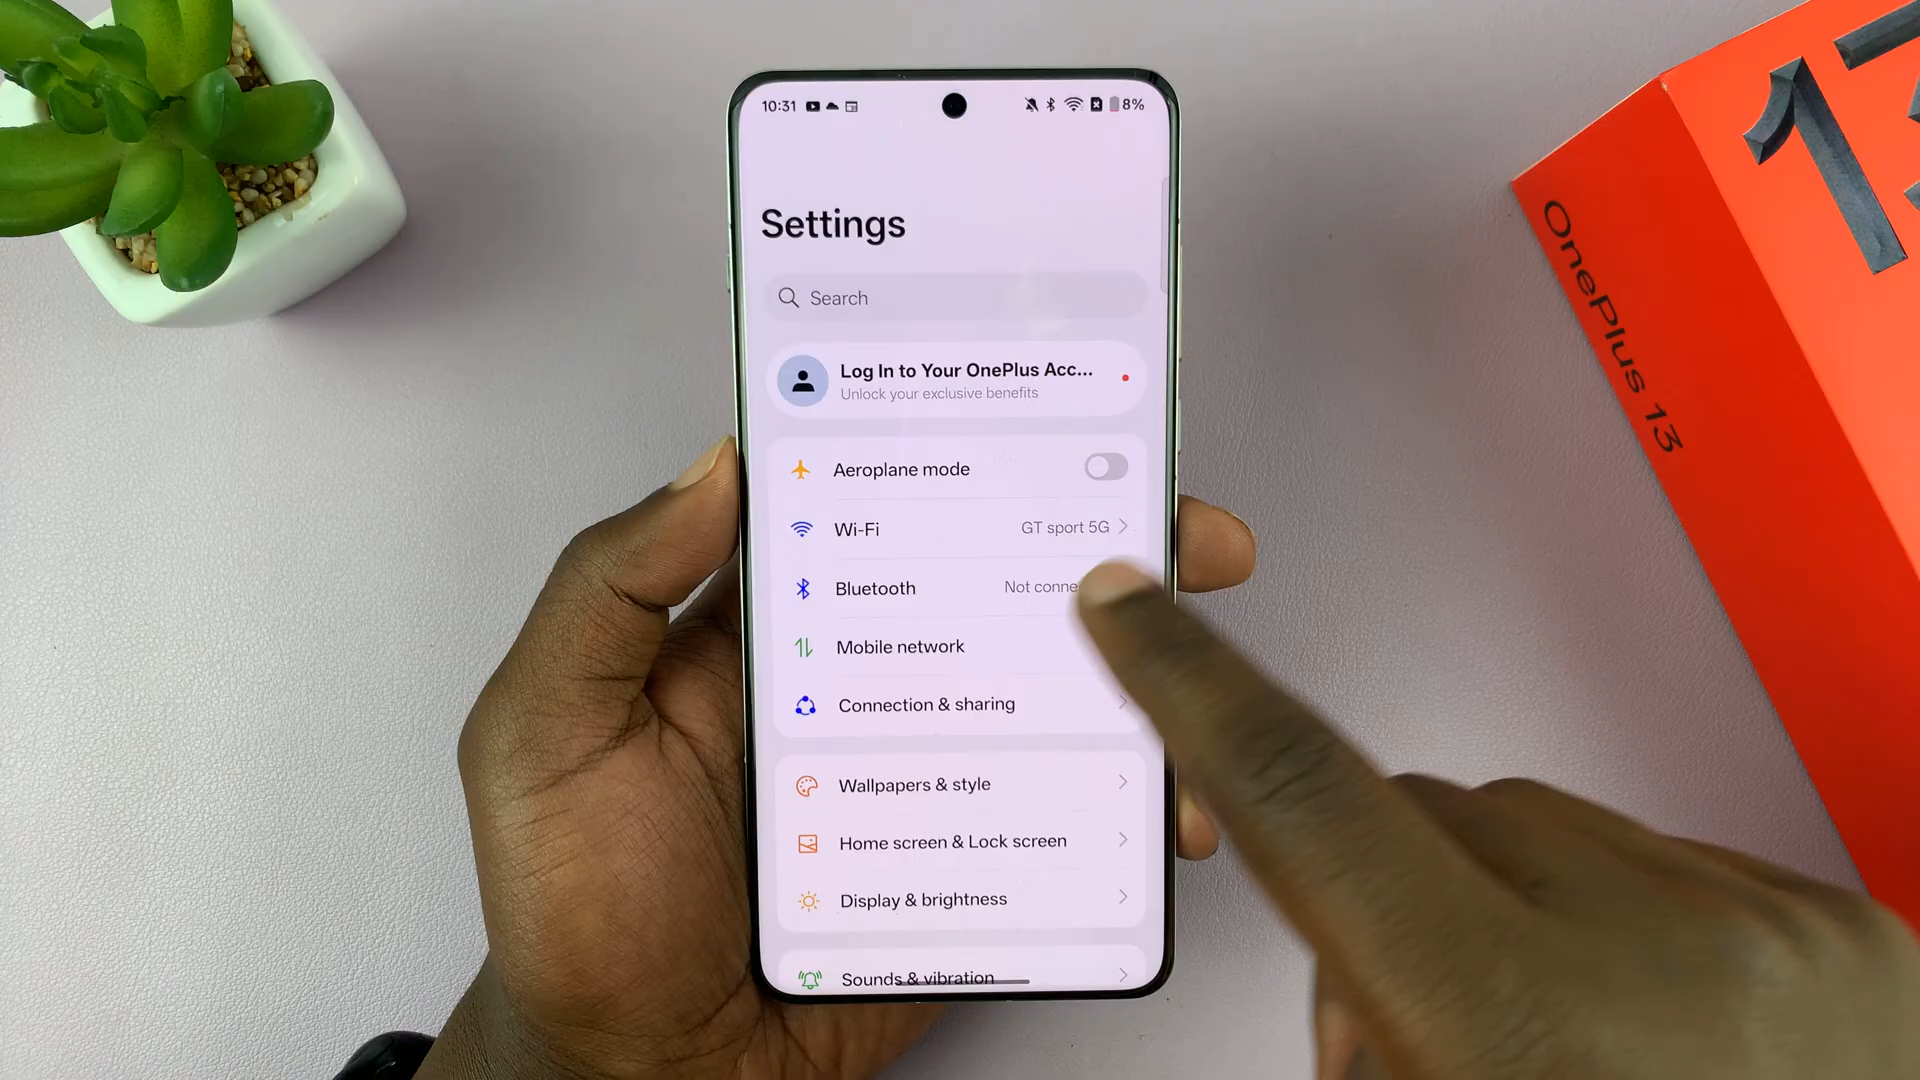 10:31
8%
Settings
Search
Log In to Your OnePlus Acc...
Unlock your exclusive benefits
Aeroplane mode
Wi-Fi GT sport 5G
Bluetooth Not conne
Mobile network
Connection & sharing
Wallpapers & style
Home screen & Lock screen
Display & brightness
Sounds & vibration
OnePlus 13
13